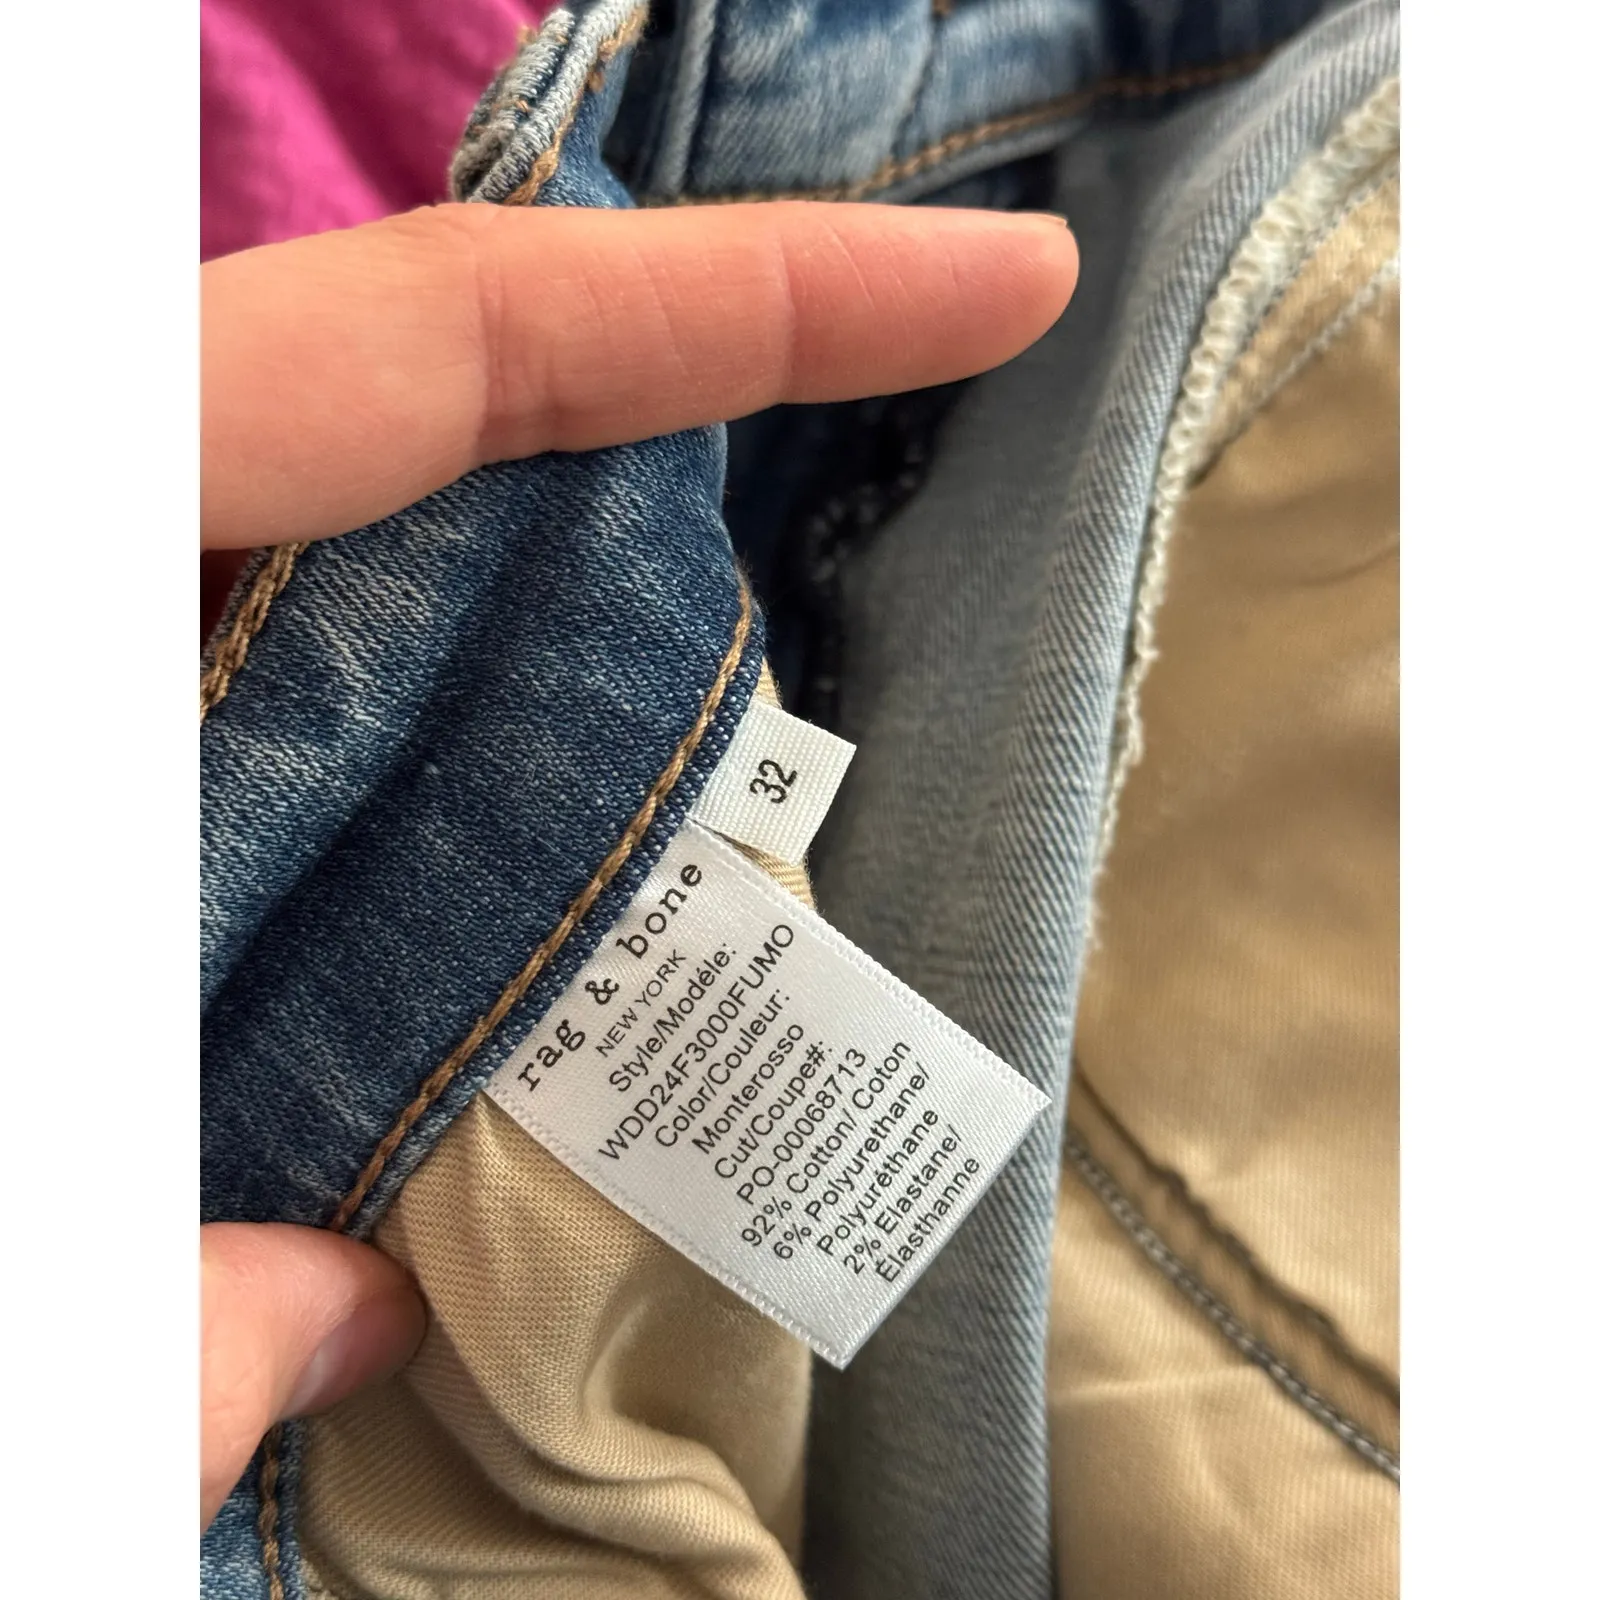 32
rag & bone
NEW YORK
Style/Modéle:
WDD24F3000FUMO
Color/Couleur:
Monterosso
Cut/Coupe#:
PO-00068713
92% Cotton/ Coton
6% Polyurethane/
Polyuréthane
2% Elastane/
Élasthanne